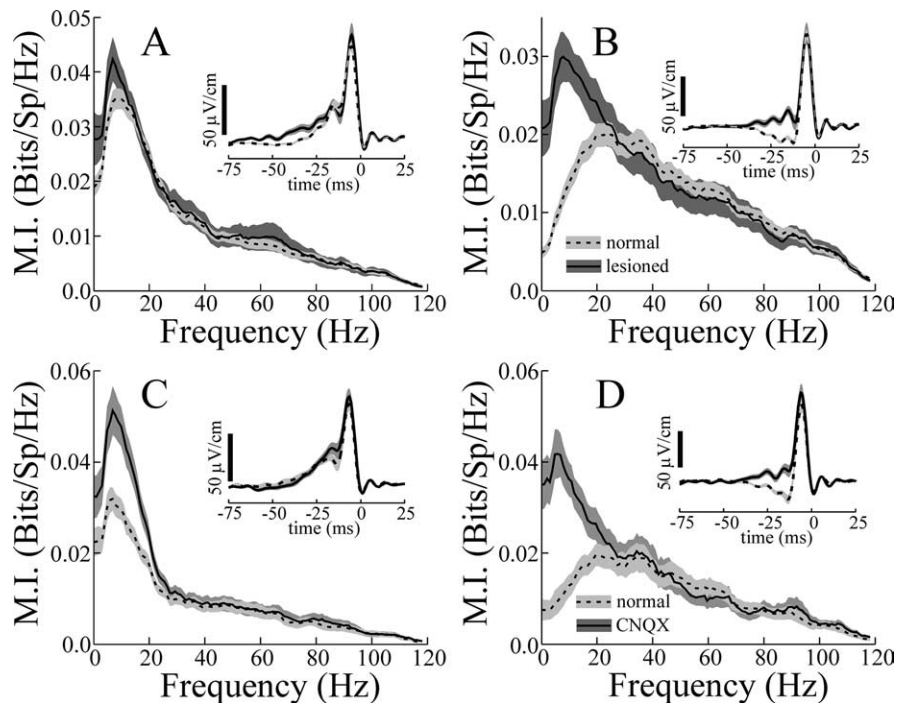 A
M.I. (Bits/Sp/Hz)
0.05
0.04
0.03
0.02
0.01
0.0
0 20 40 60 80 100 120
Frequency (Hz)
50 µ V/cm
-75 -50 -25 0 25
time (ms)
B
M.I. (Bits/Sp/Hz)
0.03
0.02
0.01
0.0
0 20 40 60 80 100 120
Frequency (Hz)
50 µ V/cm
-75 -50 -25 0 25
time (ms)
normal
lesioned
C
M.I. (Bits/Sp/Hz)
0.06
0.04
0.02
0.0
0 20 40 60 80 100 120
Frequency (Hz)
50 µ V/cm
-75 -50 -25 0 25
time (ms)
D
M.I. (Bits/Sp/Hz)
0.06
0.04
0.02
0.0
0 20 40 60 80 100 120
Frequency (Hz)
50 µ V/cm
-75 -50 -25 0 25
time (ms)
normal
CNQX